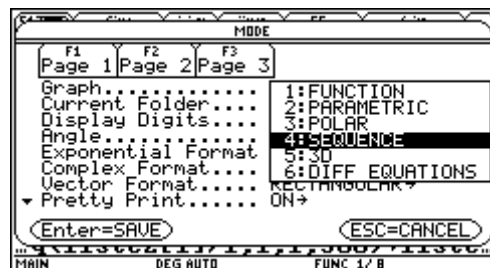 MODE
F1 F2 F3
Page 1 Page 2 Page 3
Graph.............
Current Folder....
Display Digits....
Angle.............
Exponential Format
Complex Format....
Vector Format..... RECTANGULAR→
Pretty Print...... ON→
1:FUNCTION
2:PARAMETRIC
3:POLAR
4:SEQUENCE
5:3D
6:DIFF EQUATIONS
Enter=SAVE ESC=CANCEL
MAIN DEG AUTO FUNC 1/8